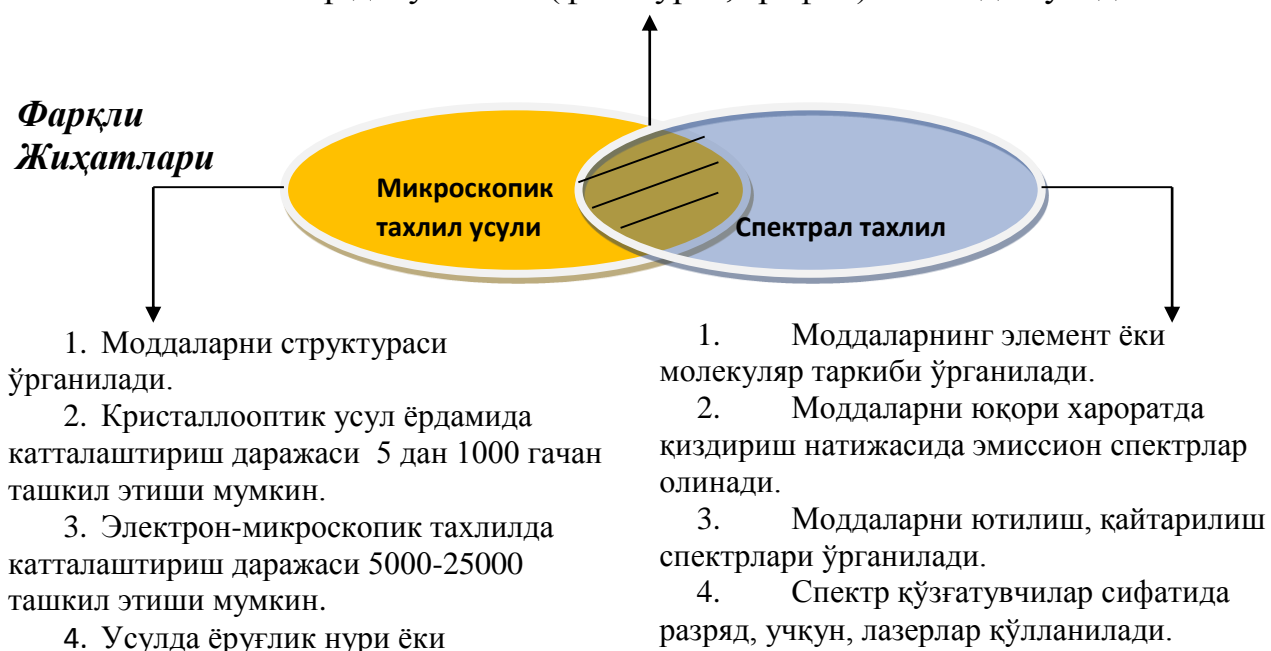 Фарқли
Жиҳатлари
Микроскопик
тахлил усули
Спектрал тахлил
1. Моддаларни структураси
ўрганилади.
2. Кристаллооптик усул ёрдамида
катталаштириш даражаси 5 дан 1000 гачан
ташкил этиши мумкин.
3. Электрон-микроскопик тахлилда
катталаштириш даражаси 5000-25000
ташкил этиши мумкин.
4. Усулда ёруғлик нури ёки
1. Моддаларнинг элемент ёки
молекуляр таркиби ўрганилади.
2. Моддаларни юқори хароратда
қиздириш натижасида эмиссион спектрлар
олинади.
3. Моддаларни ютилиш, қайтарилиш
спектрлари ўрганилади.
4. Спектр қўзғатувчилар сифатида
разряд, учқун, лазерлар қўлланилади.